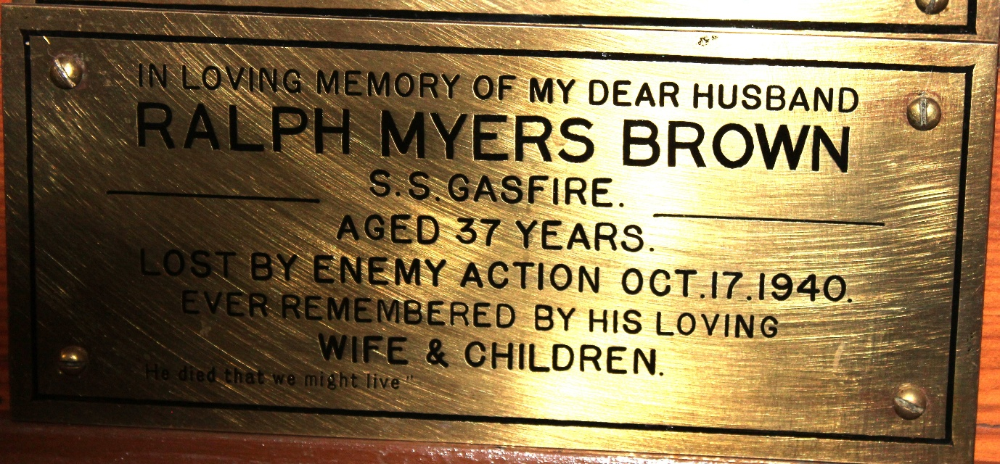 IN LOVING MEMORY OF MY DEAR HUSBAND
RALPH MYERS BROWN
S.S.GASFIRE.
AGED 37 YEARS.
LOST BY ENEMY ACTION OCT.17.1940.
EVER REMEMBERED BY HIS LOVING
WIFE & CHILDREN.
"He died that we might live"